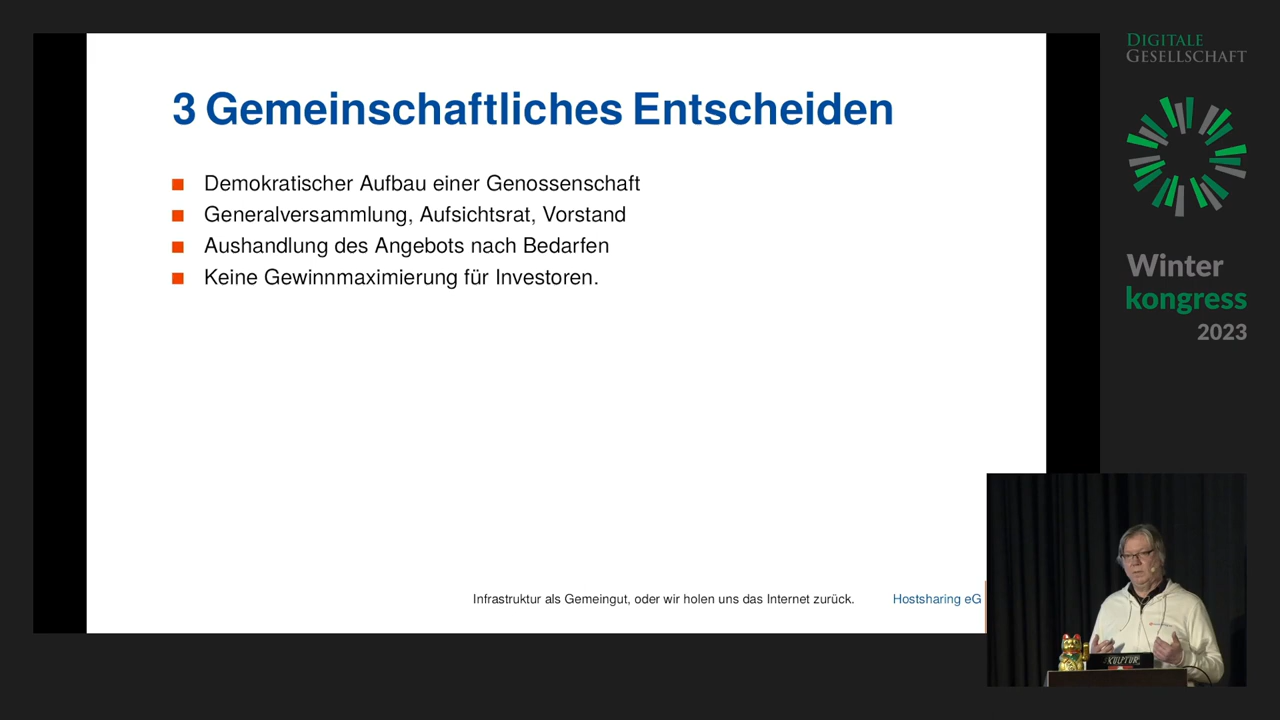 3 Gemeinschaftliches Entscheiden
Demokratischer Aufbau einer Genossenschaft
Generalversammlung, Aufsichtsrat, Vorstand
Aushandlung des Angebots nach Bedarfen
Keine Gewinnmaximierung für Investoren.
Infrastruktur als Gemeingut, oder wir holen uns das Internet zurück. Hostsharing eG
DIGITALE
GESELLSCHAFT
Winter
kongress
2023